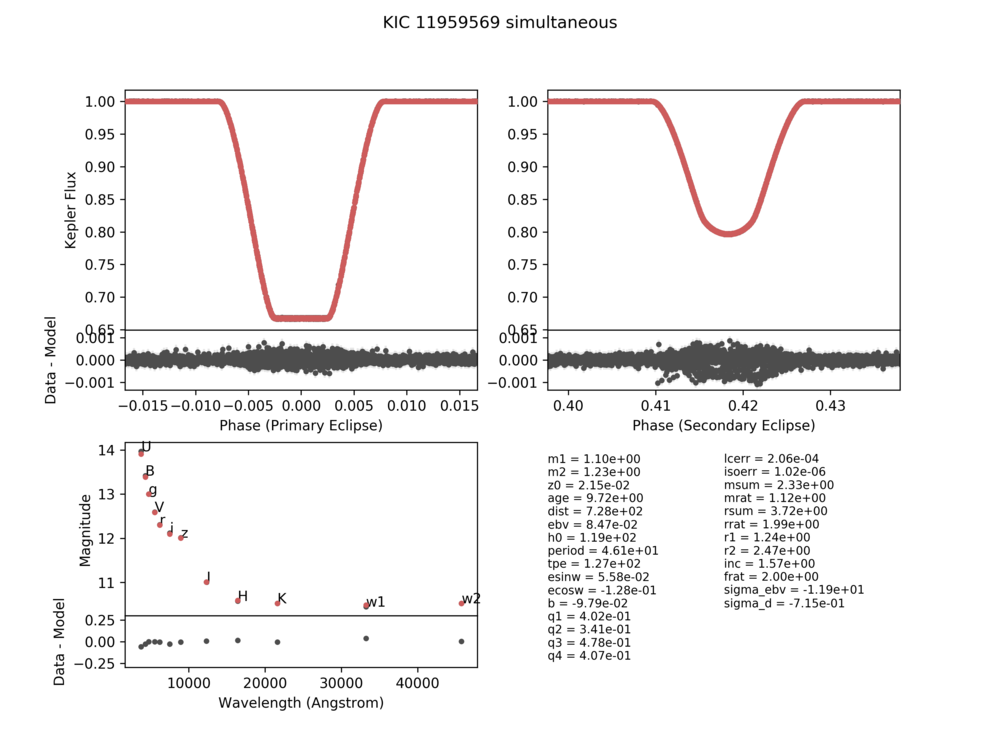 KIC 11959569 simultaneous
1.00
0.95
0.90
0.85
0.80
0.75
0.70
0.65
Kepler Flux
0.001
0.000
−0.001
Data - Model
−0.015 −0.010 −0.005 0.000 0.005 0.010 0.015
Phase (Primary Eclipse)
1.00
0.95
0.90
0.85
0.80
0.75
0.70
0.65
0.001
0.000
−0.001
0.40 0.41 0.42 0.43
Phase (Secondary Eclipse)
14
13
12
11
Magnitude
U
B
g
V
r
i
z
J
H
K
w1
w2
0.25
0.00
−0.25
Data - Model
10000 20000 30000 40000
Wavelength (Angstrom)
m1 = 1.10e+00
m2 = 1.23e+00
z0 = 2.15e-02
age = 9.72e+00
dist = 7.28e+02
ebv = 8.47e-02
h0 = 1.19e+02
period = 4.61e+01
tpe = 1.27e+02
esinw = 5.58e-02
ecosw = -1.28e-01
b = -9.79e-02
q1 = 4.02e-01
q2 = 3.41e-01
q3 = 4.78e-01
q4 = 4.07e-01
lcerr = 2.06e-04
isoerr = 1.02e-06
msum = 2.33e+00
mrat = 1.12e+00
rsum = 3.72e+00
rrat = 1.99e+00
r1 = 1.24e+00
r2 = 2.47e+00
inc = 1.57e+00
frat = 2.00e+00
sigma_ebv = -1.19e+01
sigma_d = -7.15e-01